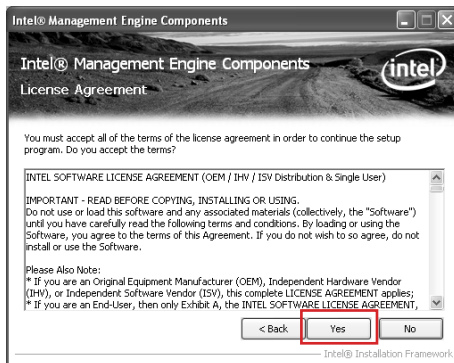 Intel® Management Engine Components
Intel® Management Engine Components
intel
License Agreement
You must accept all of the terms of the license agreement in order to continue the setup
program. Do you accept the terms?
INTEL SOFTWARE LICENSE AGREEMENT (OEM / IHV / ISV Distribution & Single User)
IMPORTANT - READ BEFORE COPYING, INSTALLING OR USING.
Do not use or load this software and any associated materials (collectively, the "Software")
until you have carefully read the following terms and conditions. By loading or using the
Software, you agree to the terms of this Agreement. If you do not wish to so agree, do not
install or use the Software.
Please Also Note:
* If you are an Original Equipment Manufacturer (OEM), Independent Hardware Vendor
(IHV), or Independent Software Vendor (ISV), this complete LICENSE AGREEMENT applies;
* If you are an End-User, then only Exhibit A, the INTEL SOFTWARE LICENSE AGREEMENT,
< Back Yes No
Intel® Installation Framework